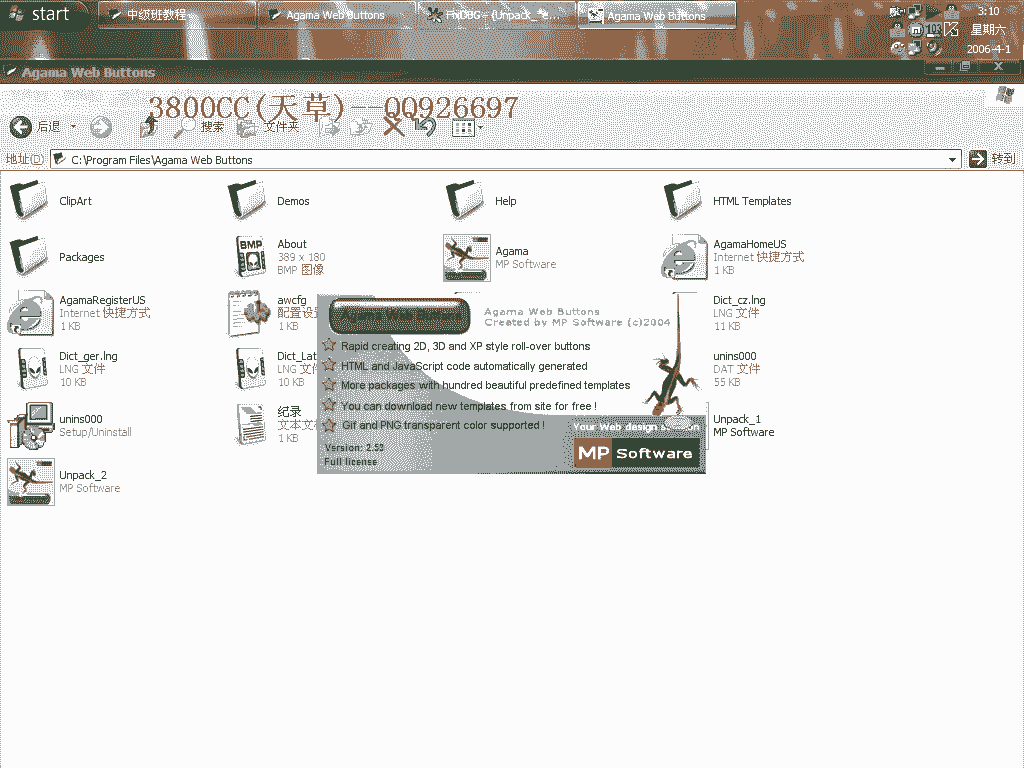 start
中级班教程
Agama Web Buttons
Agama Web Buttons
3:10
星期六
2006-4-1
Agama Web Buttons
3800CC(天草)--QQ926697
后退
搜索
文件夹
地址(D)
C:\Program Files\Agama Web Buttons
转到
ClipArt
Demos
Help
HTML Templates
Packages
About
389 x 180
BMP 图像
Agama
MP Software
AgamaHomeUS
Internet 快捷方式
1 KB
AgamaRegisterUS
Internet 快捷方式
1 KB
awcfg
配置设
1 KB
Dict_cz.lng
LNG 文件
11 KB
Dict_ger.lng
LNG 文件
10 KB
Dict_Lat
LNG 文件
10 KB
unins000
DAT 文件
55 KB
unins000
Setup/Uninstall
纪录
文本文
1 KB
Unpack_1
MP Software
Unpack_2
MP Software
Agama Web Buttons
Agama Web Buttons
Created by MP Software (c)2004
Rapid creating 2D, 3D and XP style roll-over buttons
HTML and JavaScript code automatically generated
More packages with hundred beautiful predefined templates
You can download new templates from site for free !
Gif and PNG transparent color supported !
Your Web design
Version: 2.53
Full license
MP Software